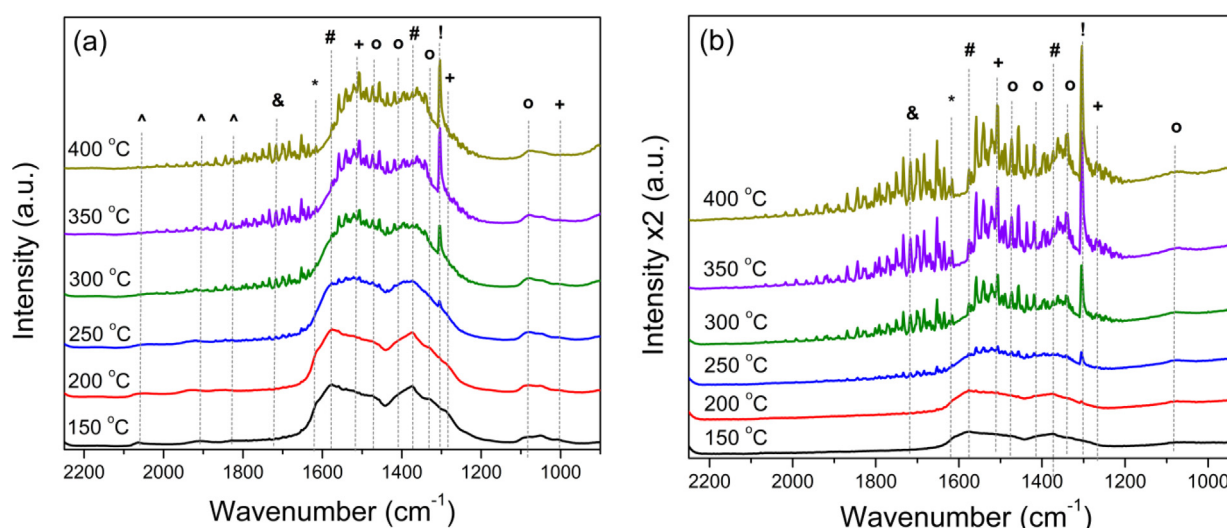 (a)
# + o o # o ! +
^ ^ ^ & * o +
400 °C
350 °C
300 °C
250 °C
200 °C
150 °C
2200 2000 1800 1600 1400 1200 1000
Wavenumber (cm-1)
Intensity (a.u.)
(b)
# + o o # o ! +
& * o
400 °C
350 °C
300 °C
250 °C
200 °C
150 °C
2200 2000 1800 1600 1400 1200 1000
Wavenumber (cm-1)
Intensity x2 (a.u.)